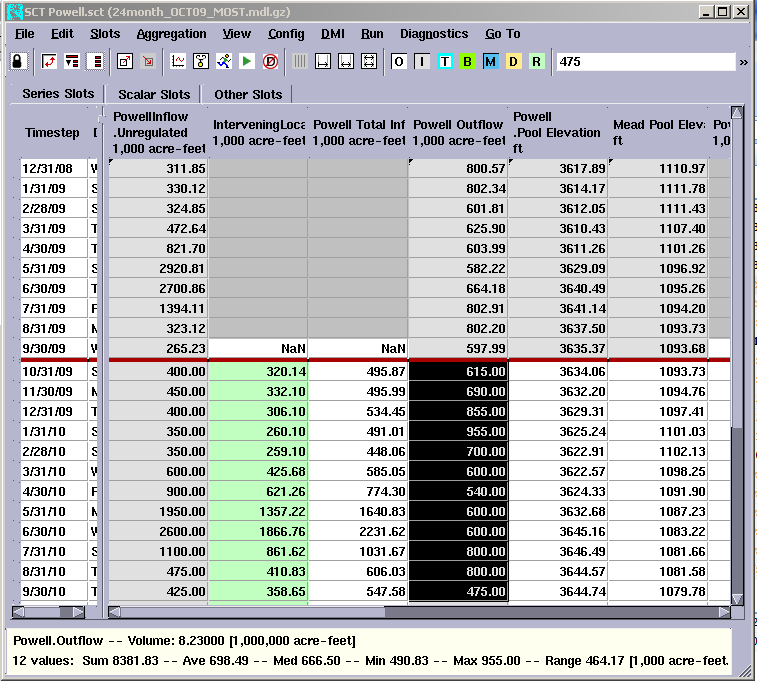 SCT Powell.sct (24month_OCT09_MOST.mdl.gz)
File Edit Slots Aggregation View Config DMI Run Diagnostics Go To
O I T B M D R 475 »
Series Slots Scalar Slots Other Slots
PowellInflow Powell
InterveningLoca Powell Total Inf Powell Outflow Mead Pool Eleva Po
Timestep D .Unregulated .Pool Elevation
1,000 acre-feet 1,000 acre-feet 1,000 acre-feet 1,000 acre-feet ft ft 1,0
12/31/08 W 311.85 800.57 3617.89 1110.97
1/31/09 S 330.12 802.34 3614.17 1111.78
2/28/09 S 324.85 601.81 3612.05 1111.43
3/31/09 T 472.64 625.90 3610.43 1107.40
4/30/09 T 821.70 603.99 3611.26 1101.26
5/31/09 S 2920.81 582.22 3629.09 1096.92
6/30/09 T 2700.86 664.18 3640.49 1095.26
7/31/09 F 1394.11 802.91 3641.14 1094.20
8/31/09 M 323.12 802.20 3637.50 1093.73
9/30/09 W 265.23 NaN NaN 597.99 3635.37 1093.68
10/31/09 S 400.00 320.14 495.87 615.00 3634.06 1093.73
11/30/09 M 450.00 332.10 495.99 690.00 3632.20 1094.76
12/31/09 T 400.00 306.10 534.45 855.00 3629.31 1097.41
1/31/10 S 350.00 260.10 491.01 955.00 3625.24 1101.03
2/28/10 S 350.00 259.10 448.06 700.00 3622.91 1102.13
3/31/10 W 600.00 425.68 585.05 600.00 3622.57 1098.25
4/30/10 F 900.00 621.26 774.30 540.00 3624.33 1091.90
5/31/10 M 1950.00 1357.22 1640.83 600.00 3632.68 1087.23
6/30/10 W 2600.00 1866.76 2231.62 600.00 3645.16 1083.22
7/31/10 S 1100.00 861.62 1031.67 800.00 3646.49 1081.66
8/31/10 T 475.00 410.83 606.03 800.00 3644.57 1081.58
9/30/10 T 425.00 358.65 547.58 475.00 3644.74 1079.78
Powell.Outflow -- Volume: 8.23000 [1,000,000 acre-feet]
12 values: Sum 8381.83 -- Ave 698.49 -- Med 666.50 -- Min 490.83 -- Max 955.00 -- Range 464.17 [1,000 acre-feet.